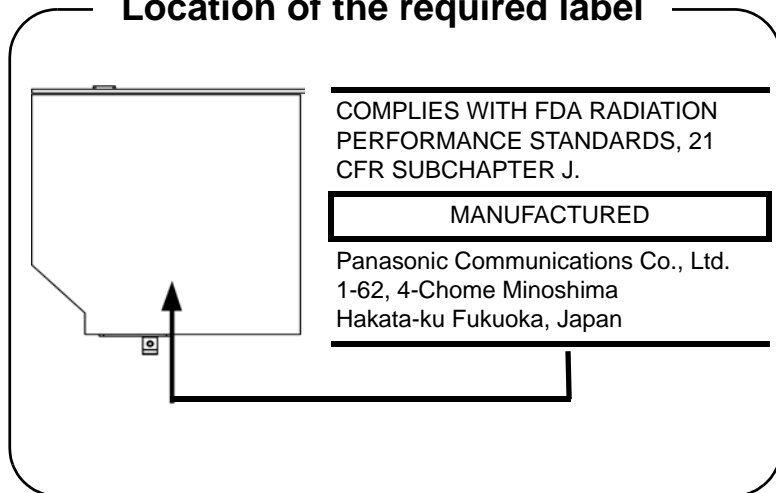 Location of the required label
COMPLIES WITH FDA RADIATION
PERFORMANCE STANDARDS, 21
CFR SUBCHAPTER J.
MANUFACTURED
Panasonic Communications Co., Ltd.
1-62, 4-Chome Minoshima
Hakata-ku Fukuoka, Japan